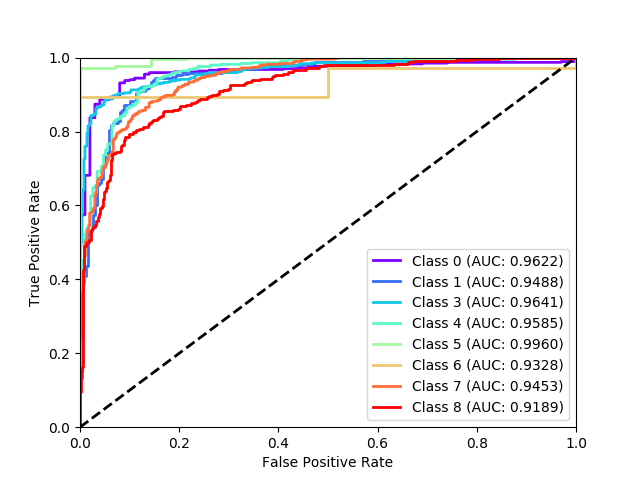 1.0
0.8
0.6
0.4
0.2
0.0
True Positive Rate
0.0 0.2 0.4 0.6 0.8 1.0
False Positive Rate
Class 0 (AUC: 0.9622)
Class 1 (AUC: 0.9488)
Class 3 (AUC: 0.9641)
Class 4 (AUC: 0.9585)
Class 5 (AUC: 0.9960)
Class 6 (AUC: 0.9328)
Class 7 (AUC: 0.9453)
Class 8 (AUC: 0.9189)